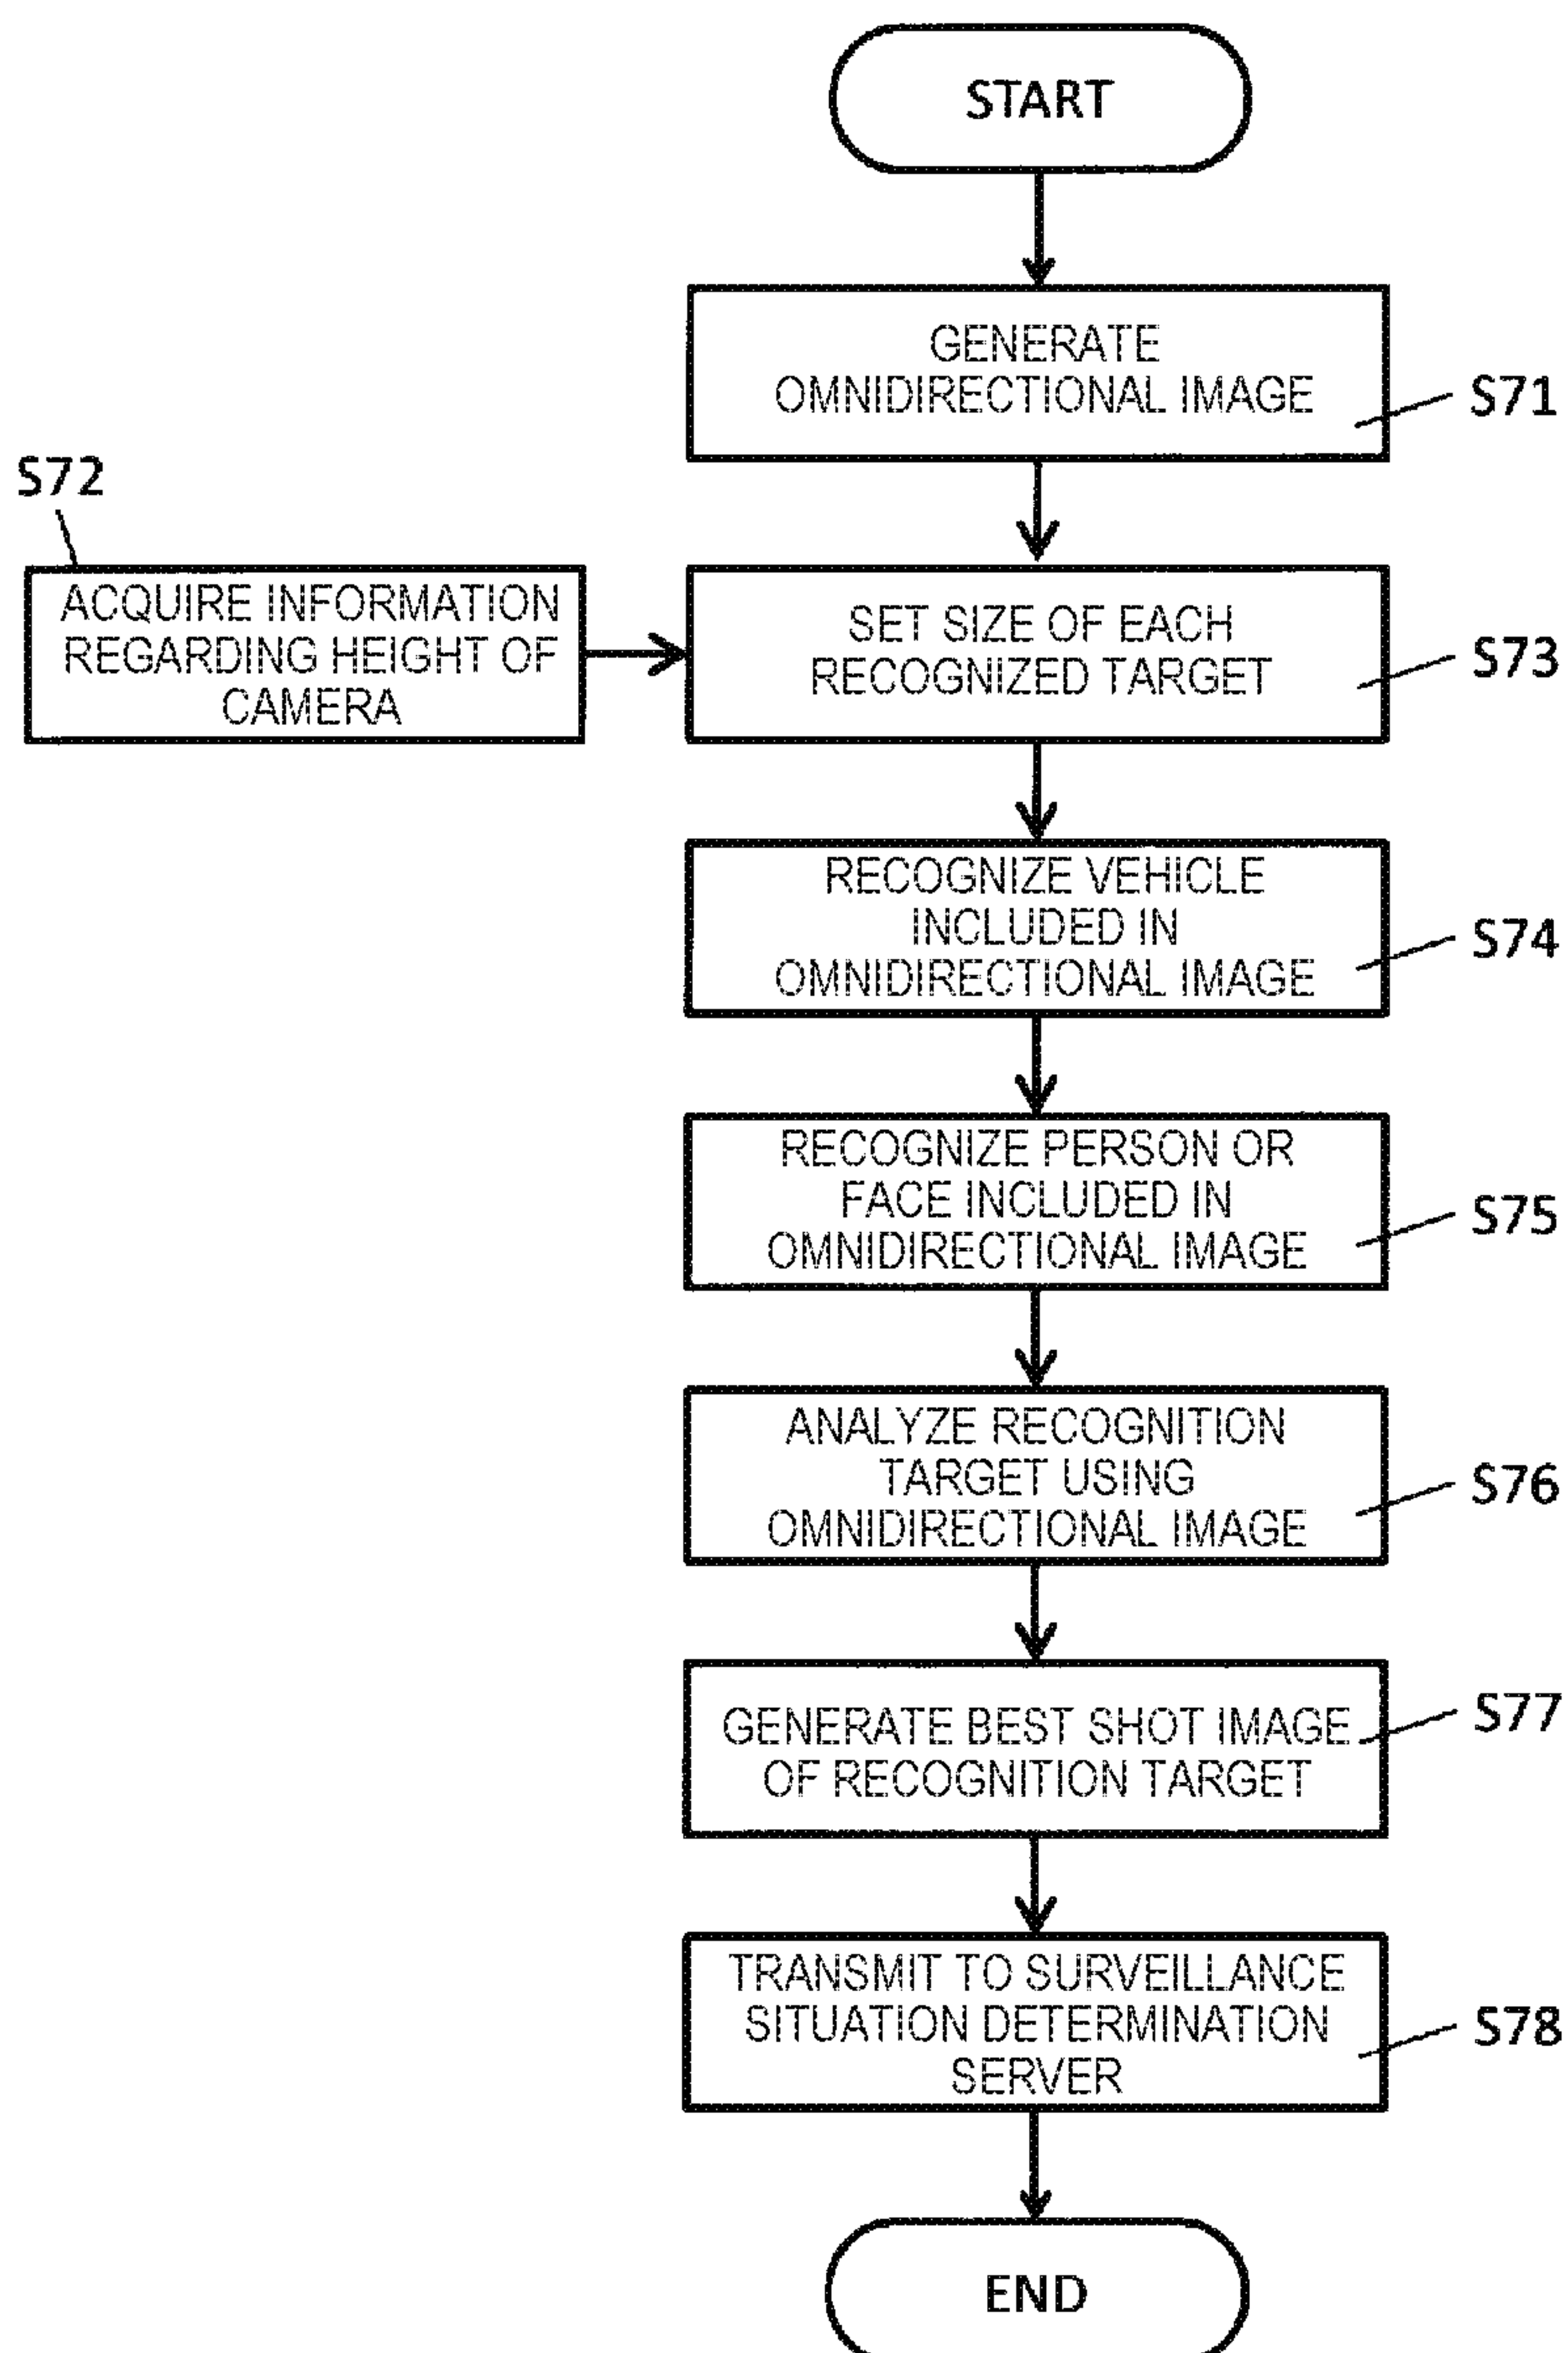 START
GENERATE
OMNIDIRECTIONAL IMAGE
S71
S72
ACQUIRE INFORMATION
REGARDING HEIGHT OF
CAMERA
SET SIZE OF EACH
RECOGNIZED TARGET
S73
RECOGNIZE VEHICLE
INCLUDED IN
OMNIDIRECTIONAL IMAGE
S74
RECOGNIZE PERSON OR
FACE INCLUDED IN
OMNIDIRECTIONAL IMAGE
S75
ANALYZE RECOGNITION
TARGET USING
OMNIDIRECTIONAL IMAGE
S76
GENERATE BEST SHOT IMAGE
OF RECOGNITION TARGET
S77
TRANSMIT TO SURVEILLANCE
SITUATION DETERMINATION
SERVER
S78
END